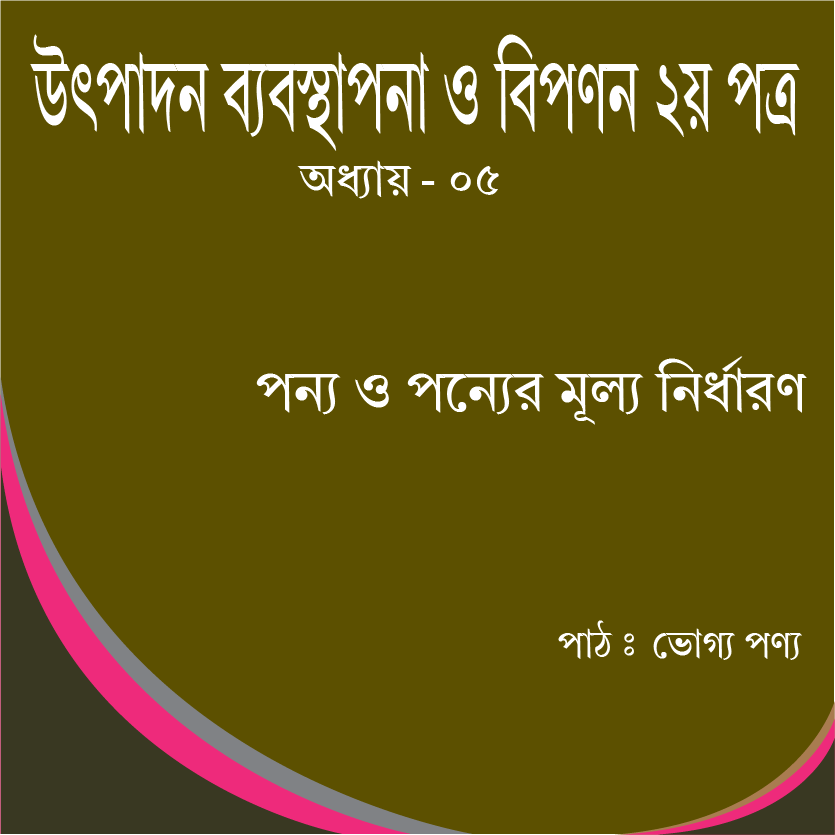 উৎপাদন ব্যবস্থাপনা ও বিপণন ২য় পত্র
অধ্যায় - ০৫
পন্য ও পন্যের মূল্য নির্ধারণ
পাঠ ঃ ভোগ্য পণ্য